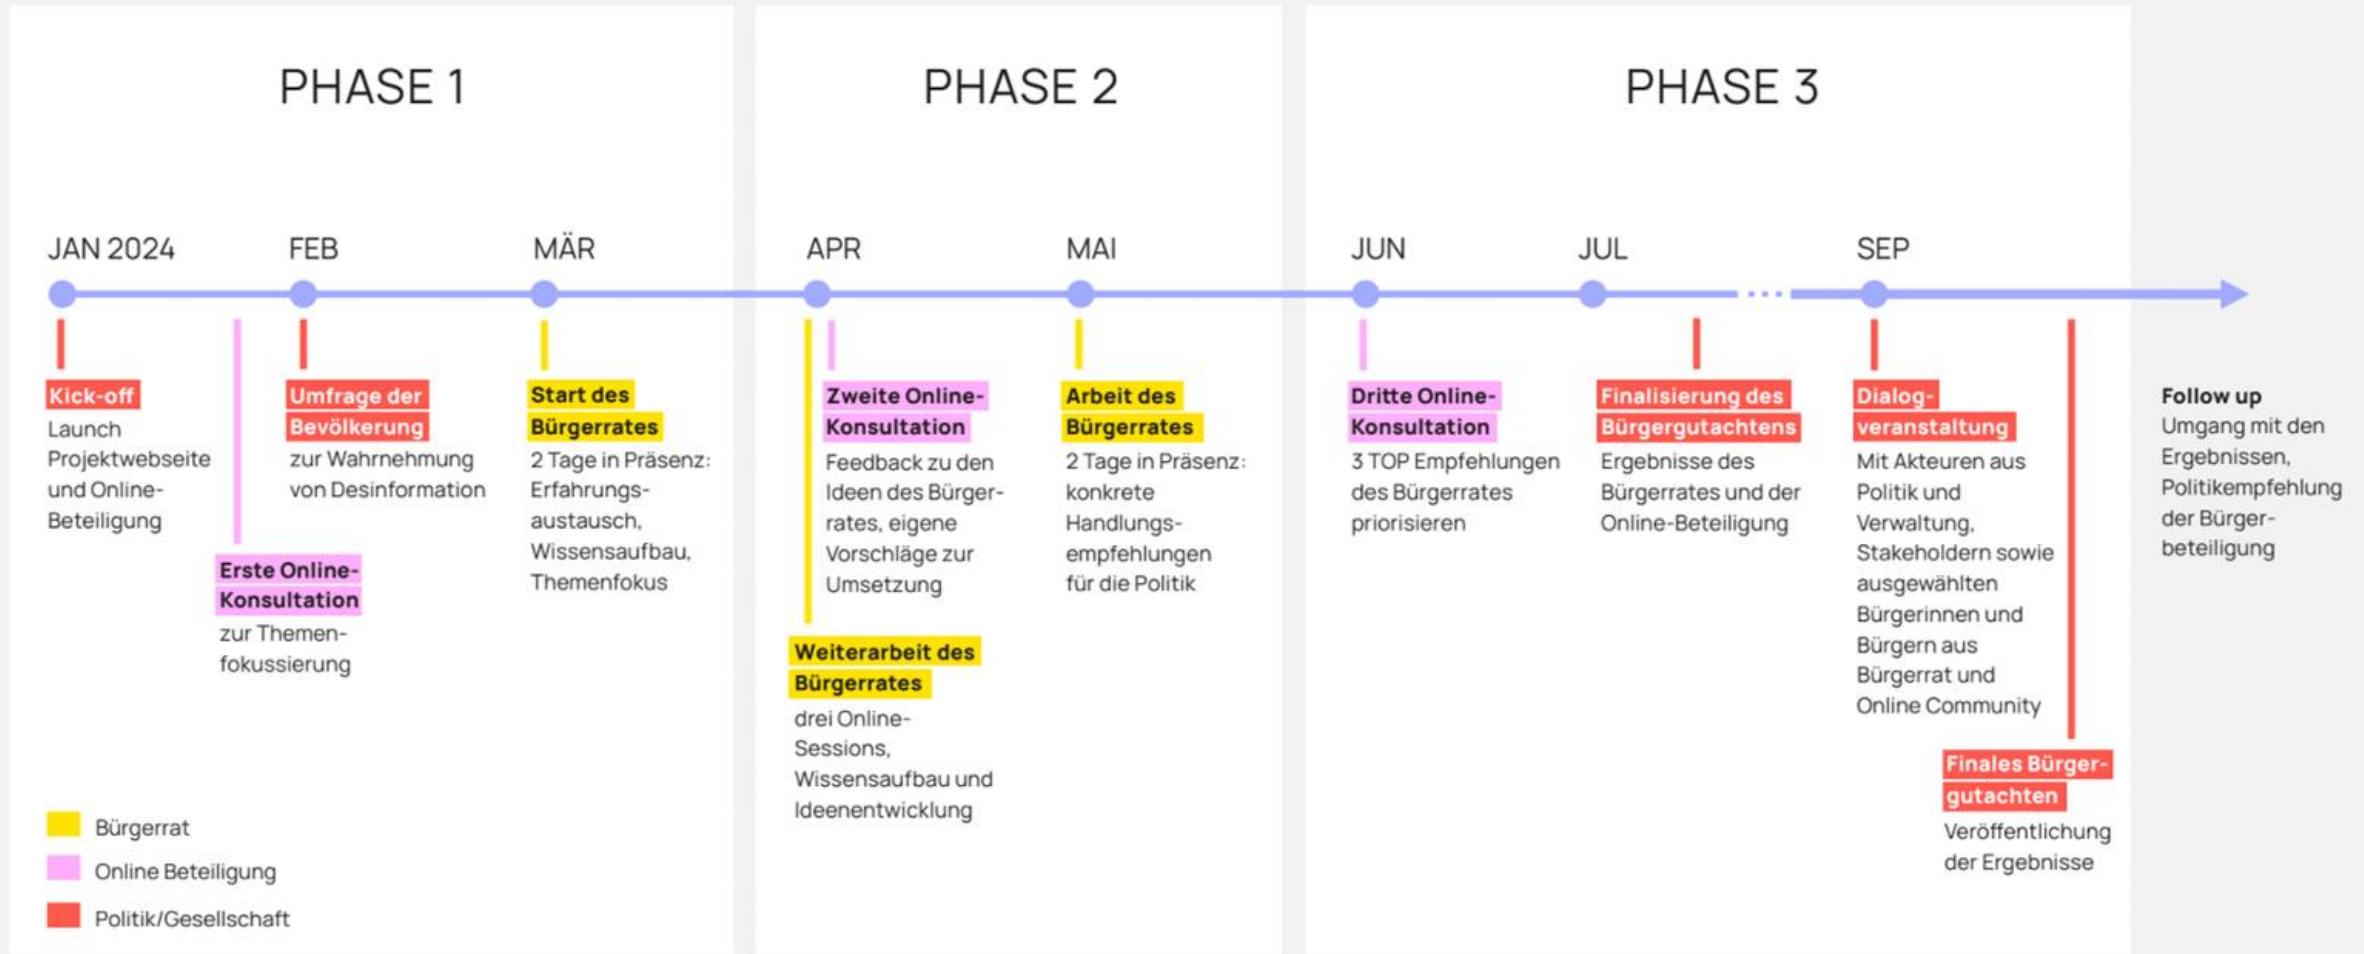 PHASE 1
JAN 2024
FEB
MÄR
Kick-off
Launch
Projektwebseite
und Online-
Beteiligung
Erste Online-
Konsultation
zur Themen-
fokussierung
Umfrage der
Bevölkerung
zur Wahrnehmung
von Desinformation
Start des
Bürgerrates
2 Tage in Präsenz:
Erfahrungs-
austausch,
Wissensaufbau,
Themenfokus
Bürgerrat
Online Beteiligung
Politik/Gesellschaft
PHASE 2
APR
MAI
Zweite Online-
Konsultation
Feedback zu den
Ideen des Bürger-
rates, eigene
Vorschläge zur
Umsetzung
Weiterarbeit des
Bürgerrates
drei Online-
Sessions,
Wissensaufbau und
Ideenentwicklung
Arbeit des
Bürgerrates
2 Tage in Präsenz:
konkrete
Handlungs-
empfehlungen
für die Politik
PHASE 3
JUN
JUL
SEP
Dritte Online-
Konsultation
3 TOP Empfehlungen
des Bürgerrates
priorisieren
Finalisierung des
Bürgergutachtens
Ergebnisse des
Bürgerrates und der
Online-Beteiligung
Dialog-
veranstaltung
Mit Akteuren aus
Politik und
Verwaltung,
Stakeholdern sowie
ausgewählten
Bürgerinnen und
Bürgern aus
Bürgerrat und
Online Community
Finales Bürger-
gutachten
Veröffentlichung
der Ergebnisse
Follow up
Umgang mit den
Ergebnissen,
Politikempfehlung
der Bürger-
beteiligung